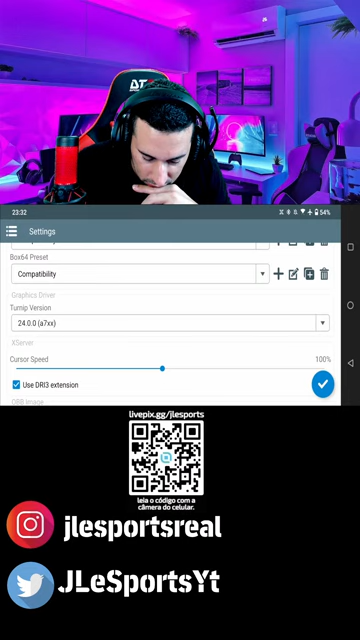 23:32
54%
Settings
Box64 Preset
Compatibility
Graphics Driver
Turnip Version
24.0.0 (a7xx)
XServer
Cursor Speed
100%
Use DRI3 extension
OBB Image
livepix.gg/jlesports
leia o código com a
câmera do celular.
jlesportsreal
JLeSportsYt